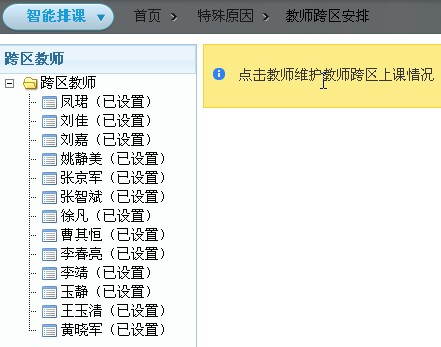 智能排课 首页 特殊原因 教师跨区安排
跨区教师
点击教师维护教师跨区上课情况
跨区教师
凤珺（已设置）
刘佳（已设置）
刘嘉（已设置）
姚静美（已设置）
张京军（已设置）
张智斌（已设置）
徐凡（已设置）
曹其恒（已设置）
李春亮（已设置）
李靖（已设置）
玉静（已设置）
王玉清（已设置）
黄晓军（已设置）